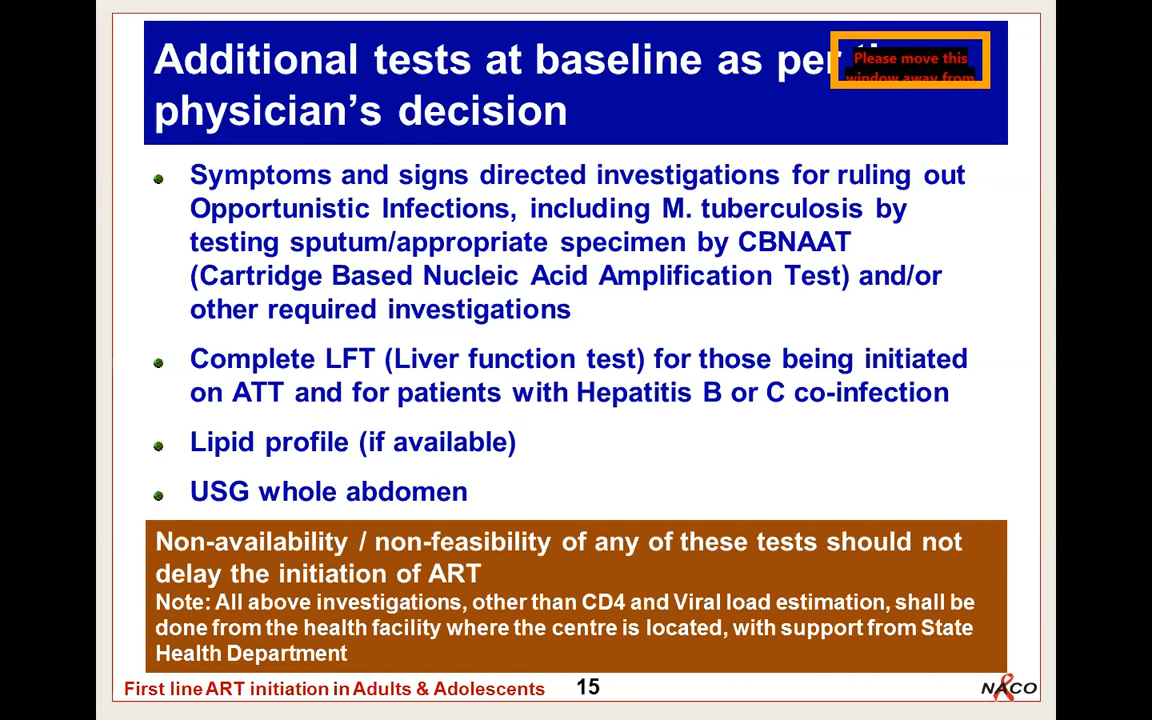 Additional tests at baseline as per
Please move this
window away from
physician's decision
Symptoms and signs directed investigations for ruling out
Opportunistic Infections, including M. tuberculosis by
testing sputum/appropriate specimen by CBNAAT
(Cartridge Based Nucleic Acid Amplification Test) and/or
other required investigations
Complete LFT (Liver function test) for those being initiated
on ATT and for patients with Hepatitis B or C co-infection
Lipid profile (if available)
USG whole abdomen
Non-availability / non-feasibility of any of these tests should not
delay the initiation of ART
Note: All above investigations, other than CD4 and Viral load estimation, shall be
done from the health facility where the centre is located, with support from State
Health Department
First line ART initiation in Adults & Adolescents
15
NACO